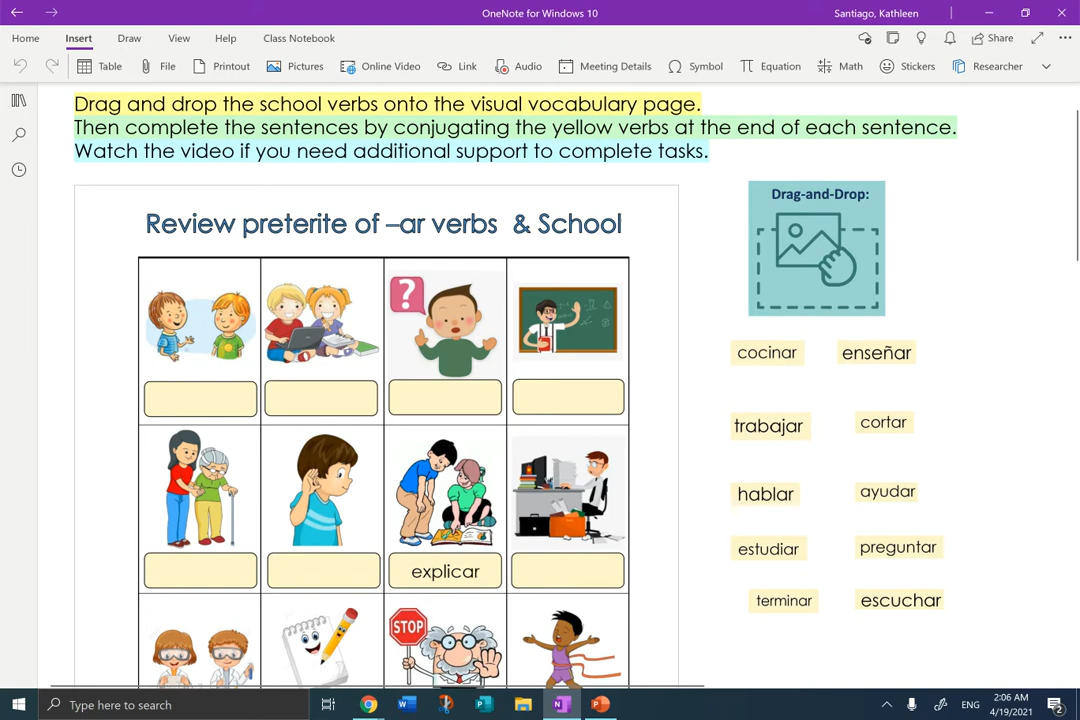 OneNote for Windows 10
Santiago, Kathleen
Home Insert Draw View Help Class Notebook
Share
Table File Printout Pictures Online Video Link Audio Meeting Details Symbol Equation Math Stickers Researcher
Drag and drop the school verbs onto the visual vocabulary page.
Then complete the sentences by conjugating the yellow verbs at the end of each sentence.
Watch the video if you need additional support to complete tasks.
Review preterite of –ar verbs & School
?
explicar
STOP
Drag-and-Drop:
cocinar enseñar
trabajar cortar
hablar ayudar
estudiar preguntar
terminar escuchar
Type here to search
ENG
2:06 AM
4/19/2021
2